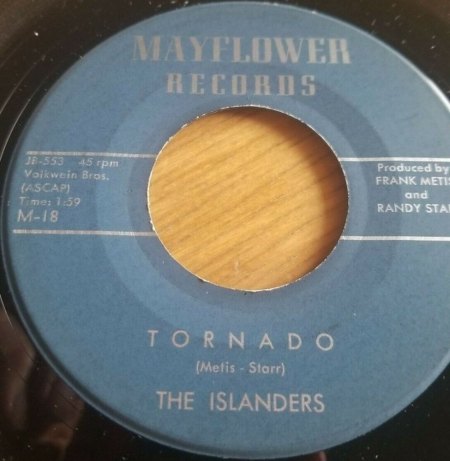 MAYFLOWER
RECORDS
JB-553 45 rpm
Volkwein Bros.
(ASCAP)
Time: 1:59
M-18
Produced by
FRANK METIS
and
RANDY STAR
TORNADO
(Metis - Starr)
THE ISLANDERS